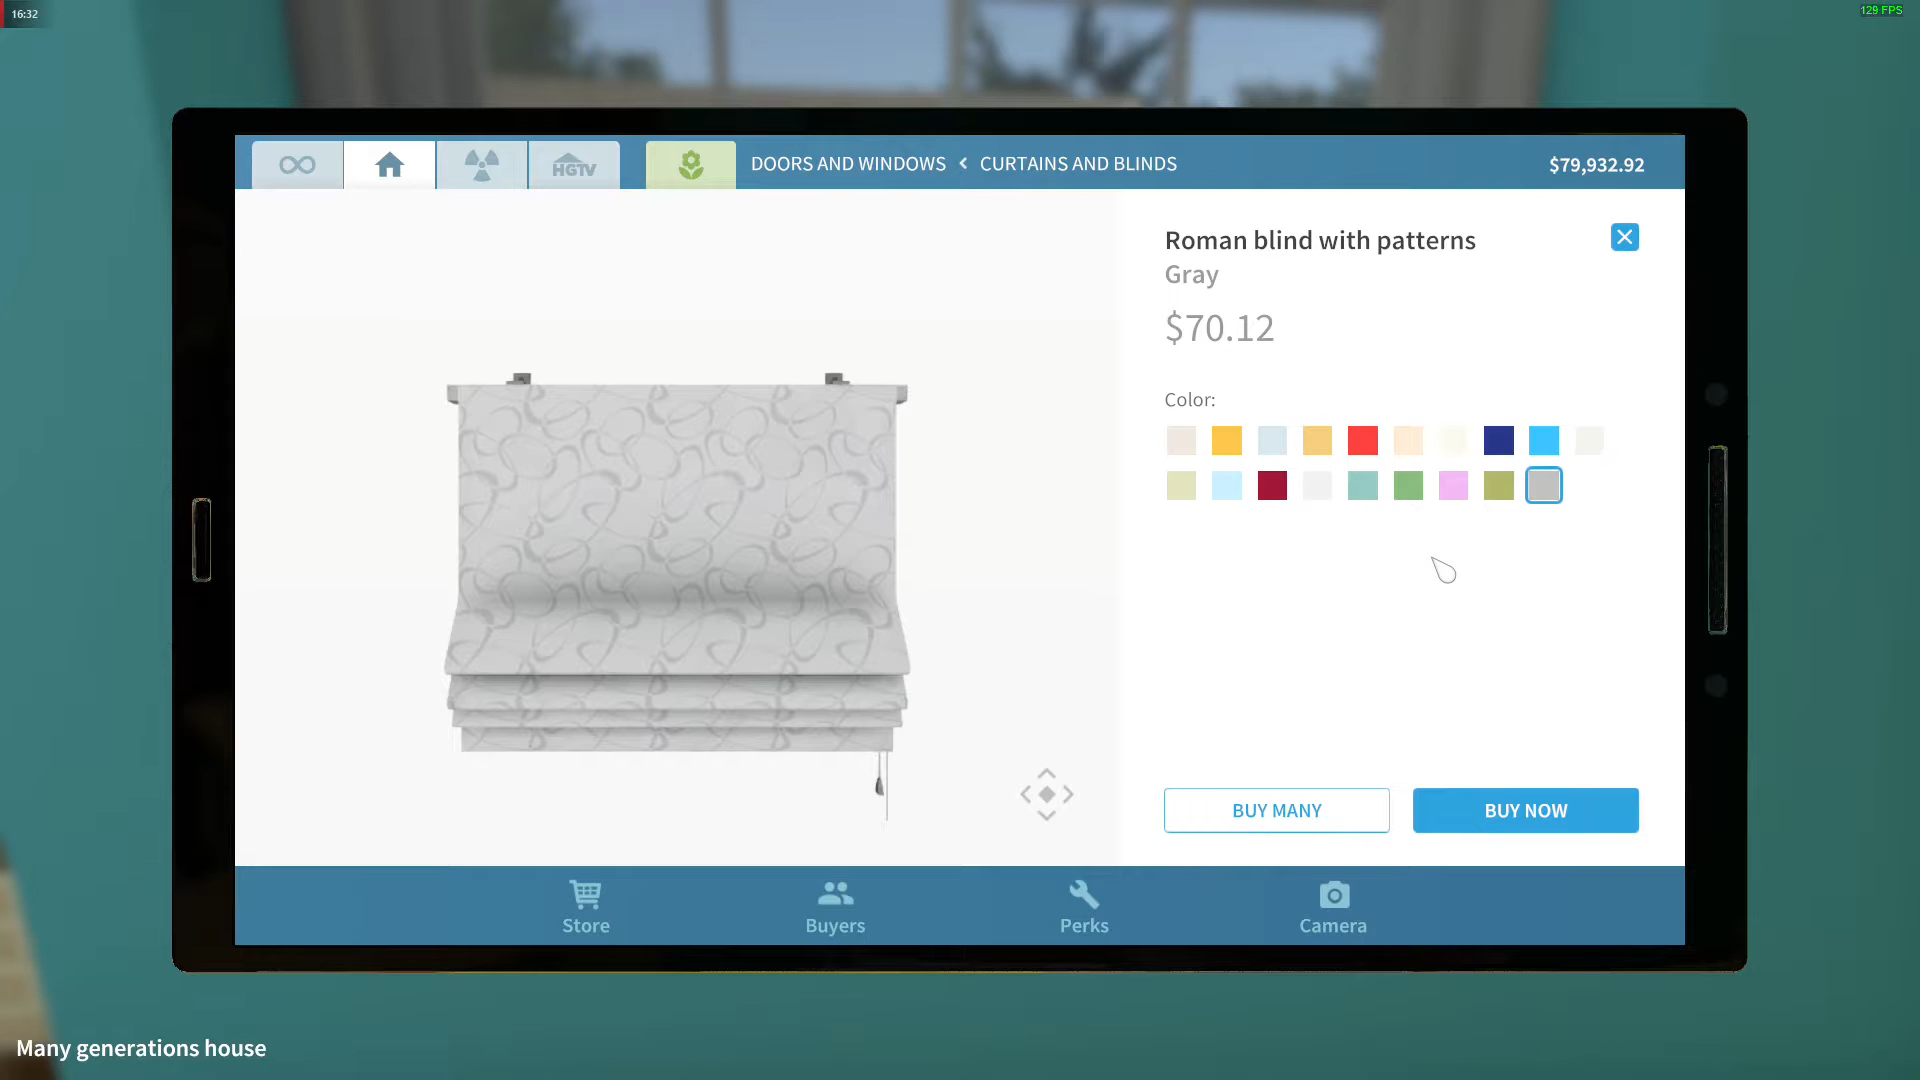 16:32
129 FPS
HGTV
DOORS AND WINDOWS < CURTAINS AND BLINDS
$79,932.92
Roman blind with patterns
Gray
$70.12
Color:
BUY MANY
BUY NOW
Store
Buyers
Perks
Camera
Many generations house